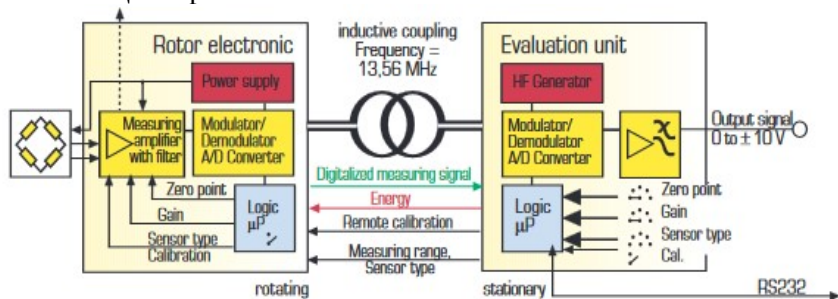 Rotor electronic
Power supply
Measuring
amplifier
with filter
Modulator/
Demodulator
A/D Converter
Zero point
Gain
Sensor type
Calibration
Logic
µP
rotating
inductive coupling
Frequency =
13,56 MHz
Digitalized measuring signal
Energy
Remote calibration
Measuring range,
Sensor type
Evaluation unit
HF Generator
Modulator/
Demodulator
A/D Converter
Logic
µP
Zero point
Gain
Sensor type
Cal.
stationary
Output signal
0 to ± 10 V
RS232